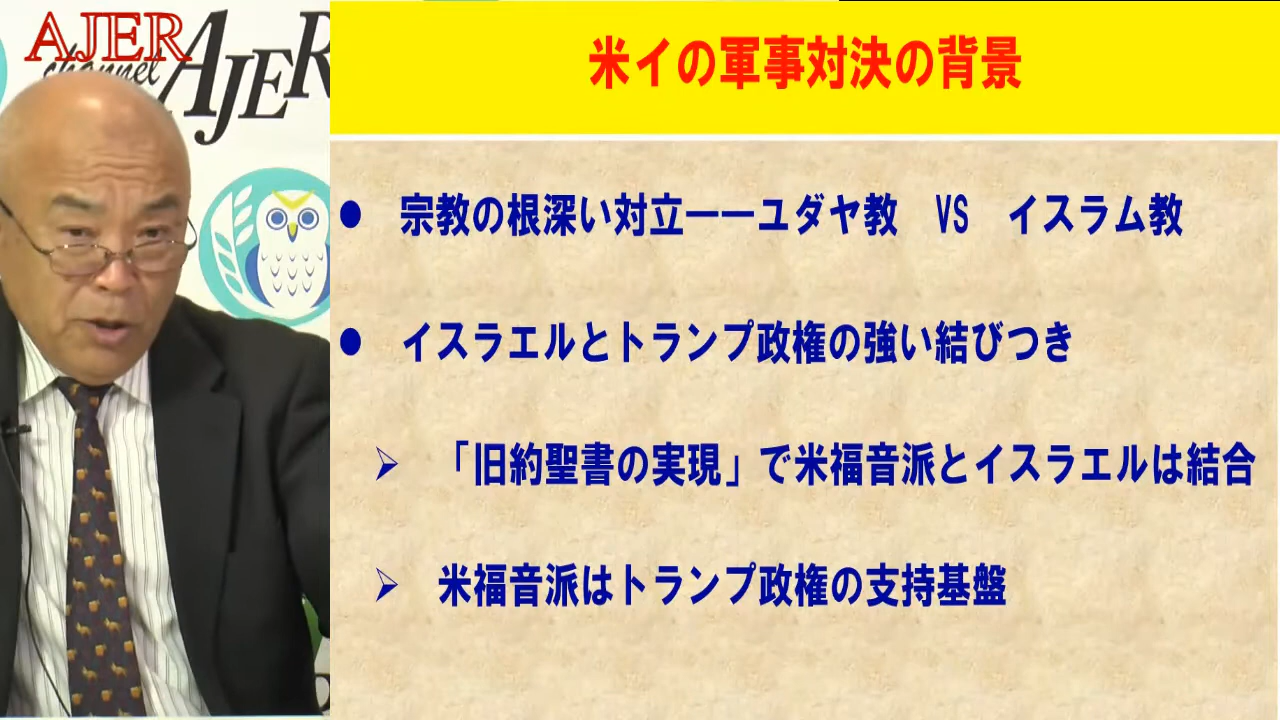 AJER
channel AJER
米イの軍事対決の背景
● 宗教の根深い対立――ユダヤ教 VS イスラム教
● イスラエルとトランプ政権の強い結びつき
➢ 「旧約聖書の実現」で米福音派とイスラエルは結合
➢ 米福音派はトランプ政権の支持基盤